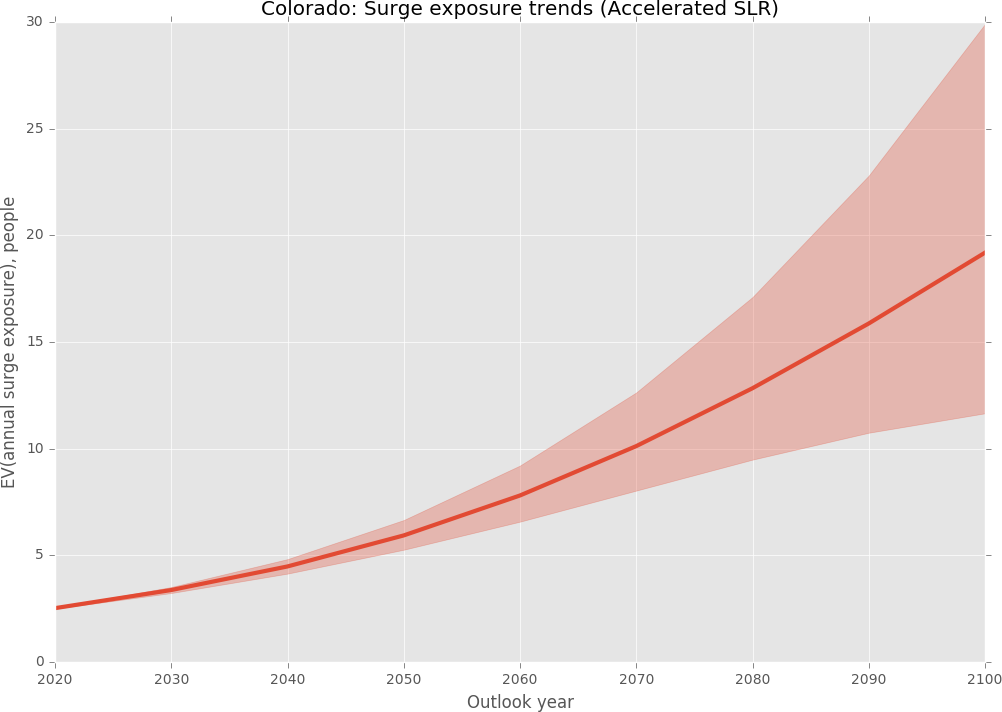 Colorado: Surge exposure trends (Accelerated SLR)
EV(annual surge exposure), people
30
25
20
15
10
5
0
2020 2030 2040 2050 2060 2070 2080 2090 2100
Outlook year